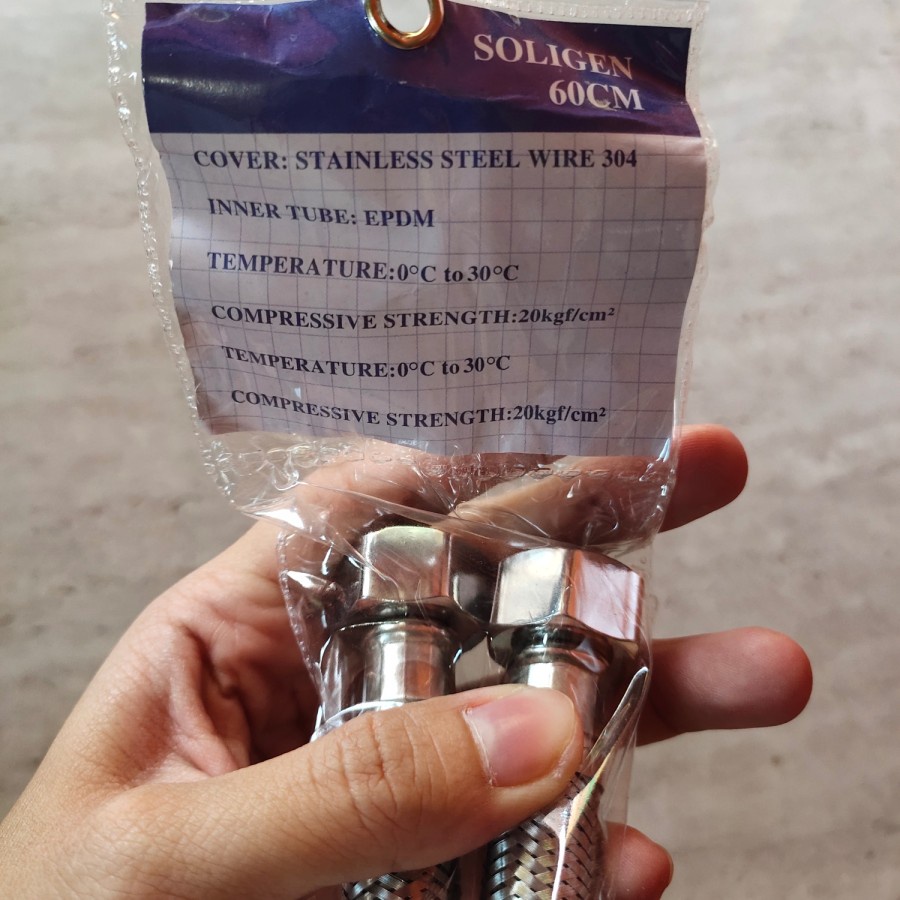 SOLIGEN
60CM
COVER: STAINLESS STEEL WIRE 304
INNER TUBE: EPDM
TEMPERATURE:0°C to 30°C
COMPRESSIVE STRENGTH:20kgf/cm²
TEMPERATURE:0°C to 30°C
COMPRESSIVE STRENGTH:20kgf/cm²